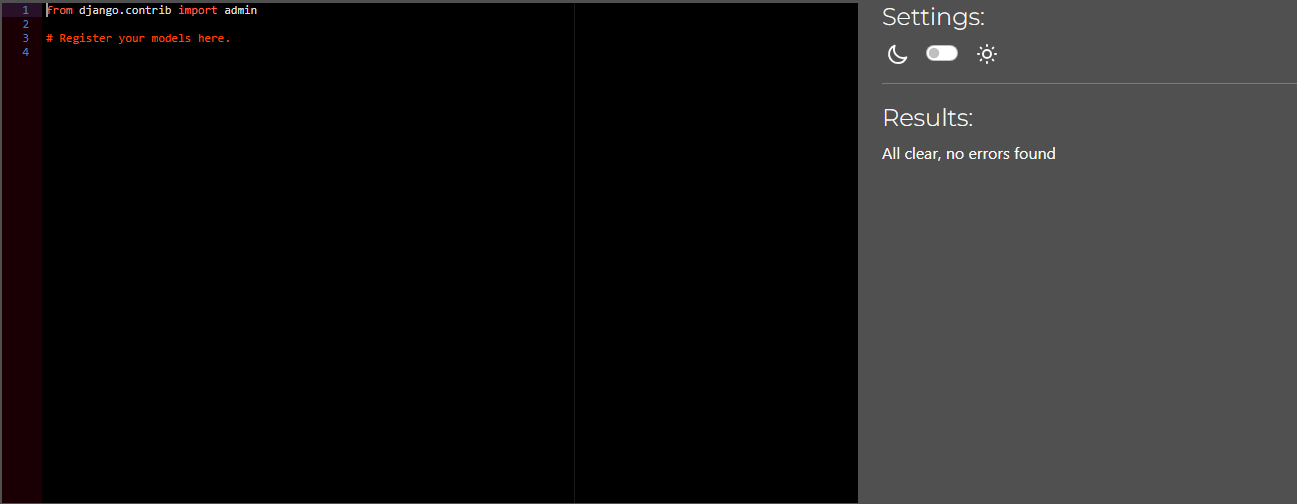 1 from django.contrib import admin
2
3 # Register your models here.
4
Settings:
Results:
All clear, no errors found